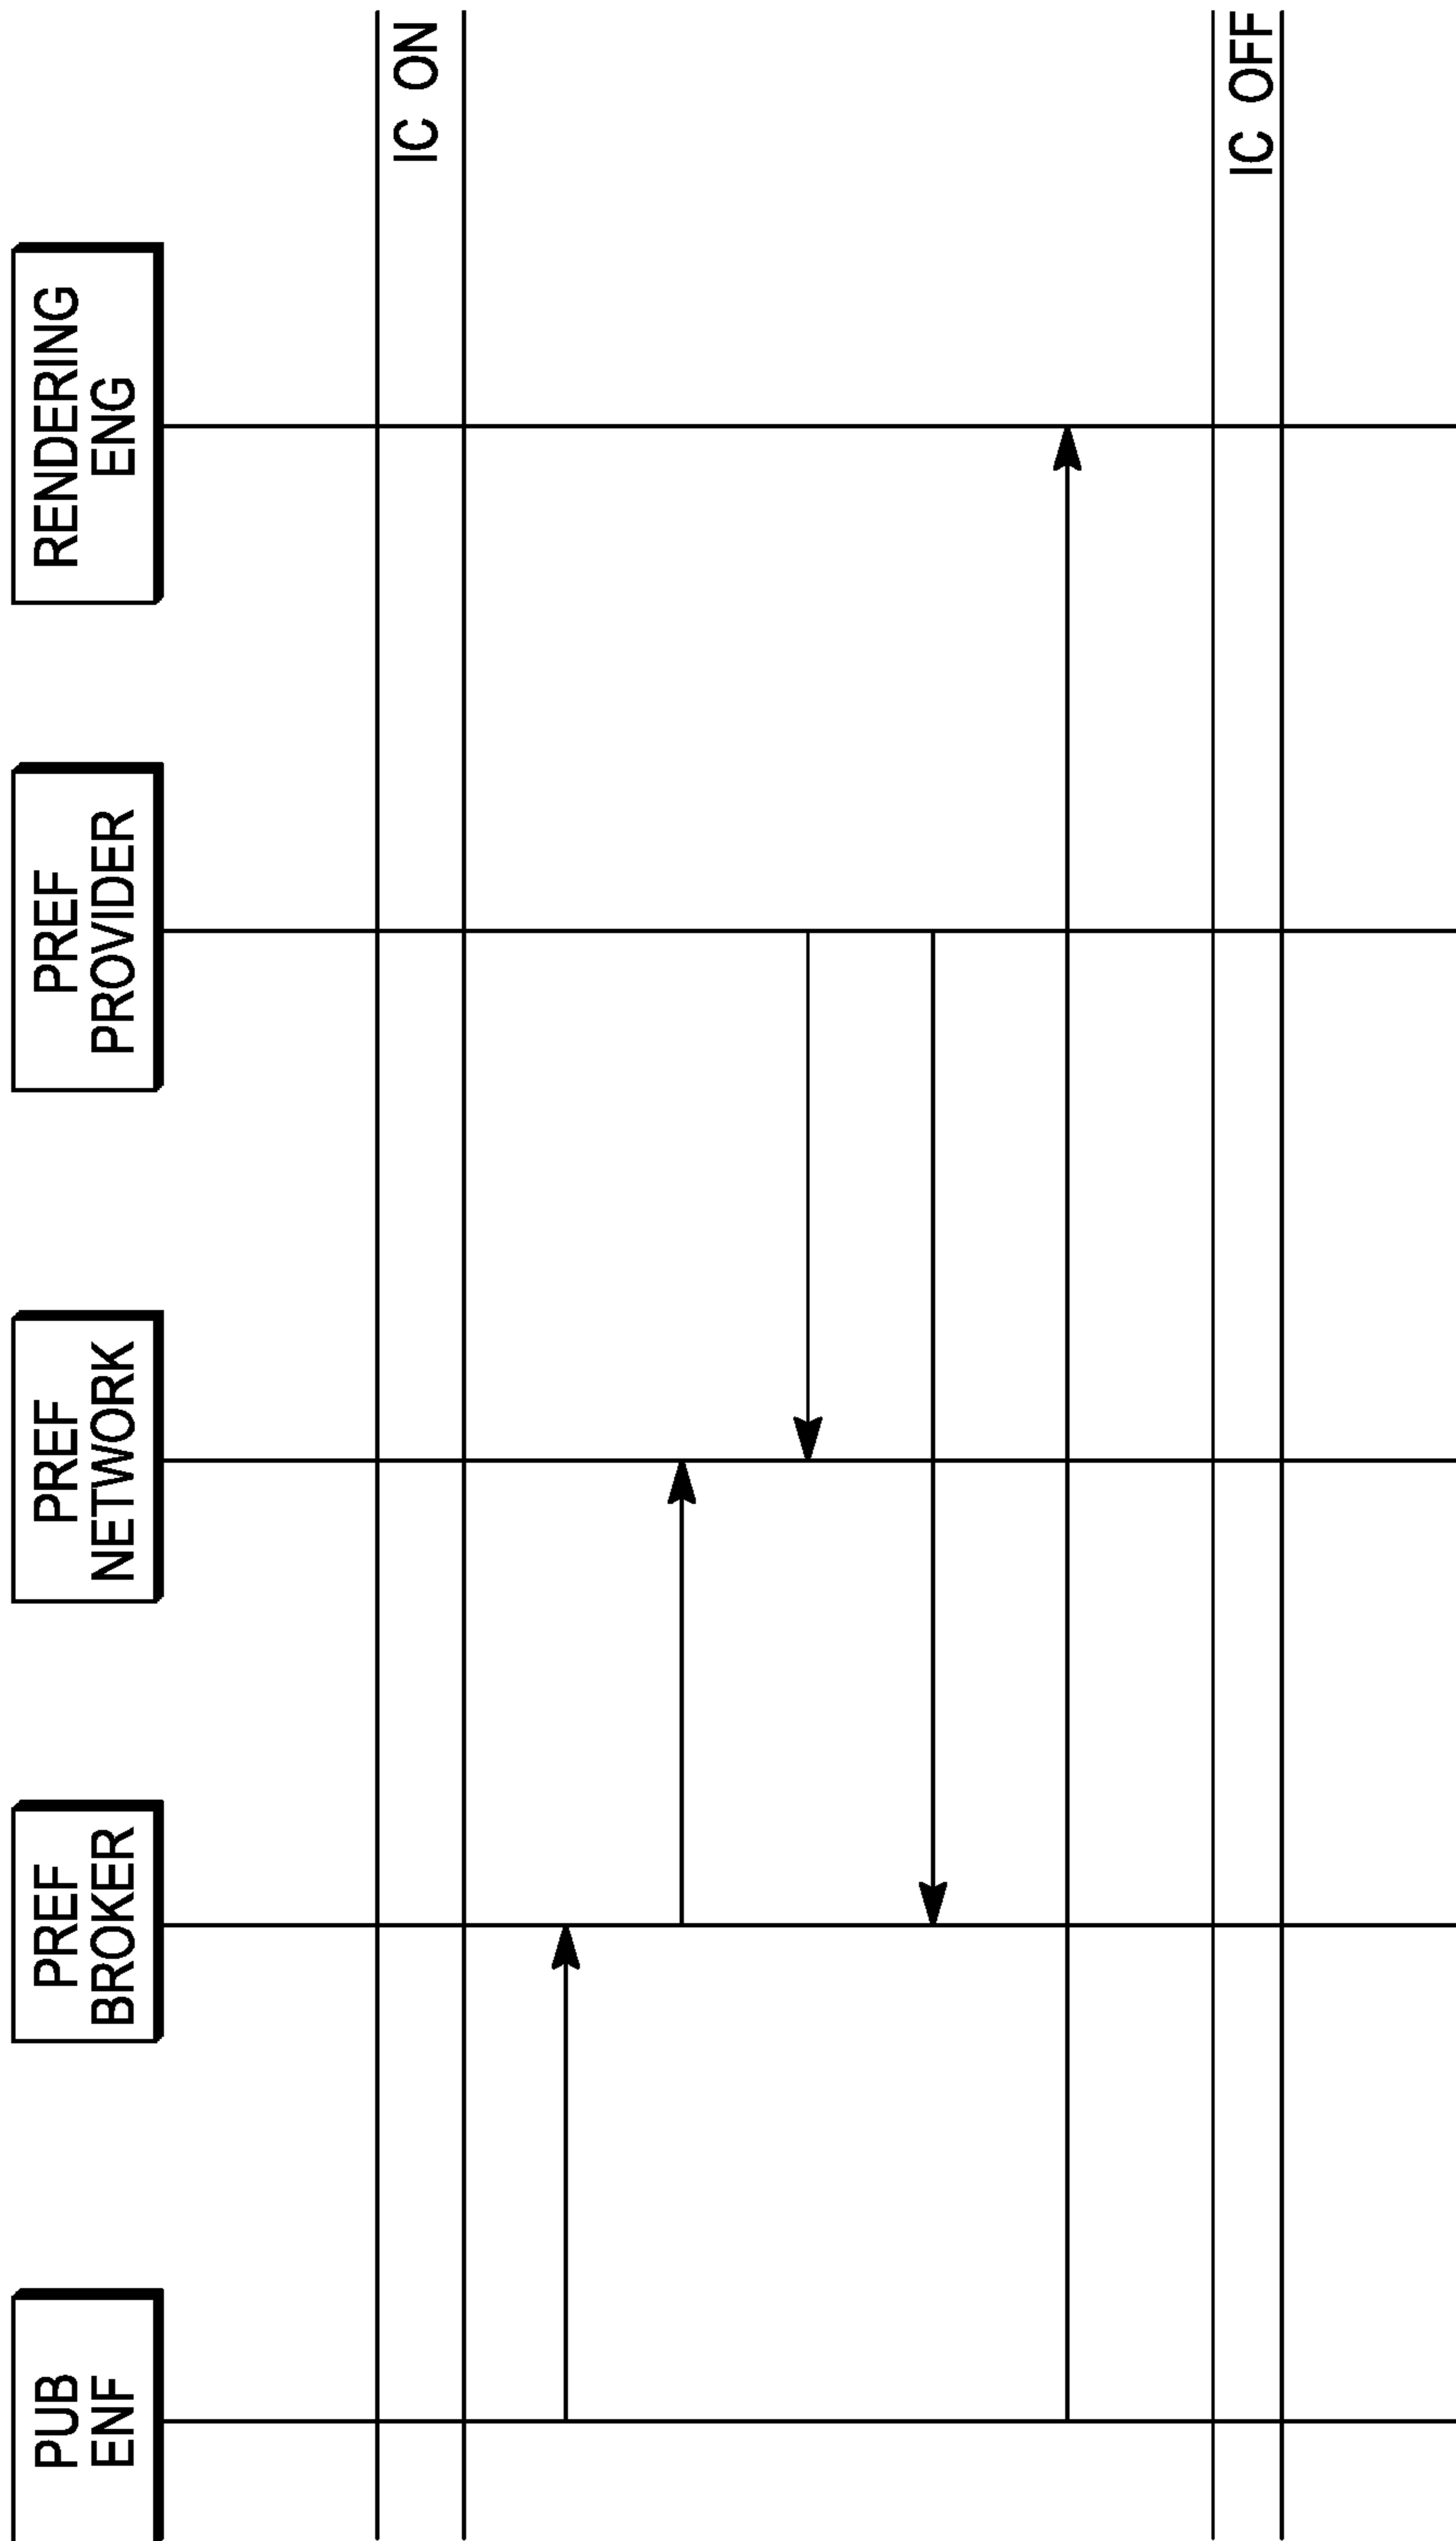 PUB
ENF
PREF
BROKER
PREF
NETWORK
PREF
PROVIDER
RENDERING
ENG
IC ON
IC OFF